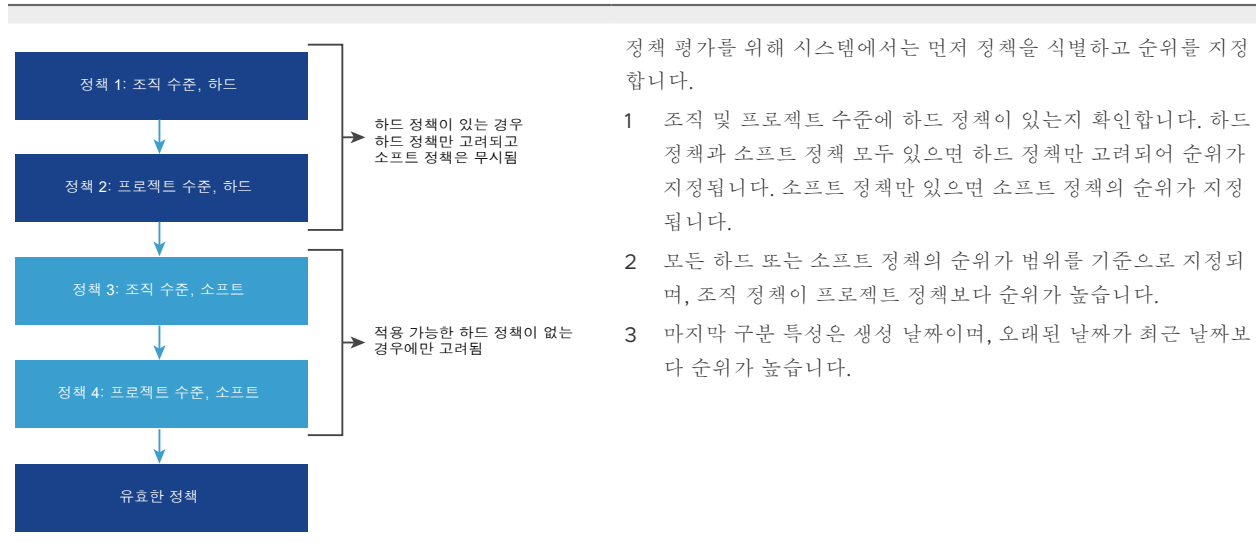 정책 1: 조직 수준, 하드
하드 정책이 있는 경우
하드 정책만 고려되고
소프트 정책은 무시됨
정책 2: 프로젝트 수준, 하드
정책 3: 조직 수준, 소프트
적용 가능한 하드 정책이 없는
경우에만 고려됨
정책 4: 프로젝트 수준, 소프트
유효한 정책
정책 평가를 위해 시스템에서는 먼저 정책을 식별하고 순위를 지정
합니다.
1 조직 및 프로젝트 수준에 하드 정책이 있는지 확인합니다. 하드
정책과 소프트 정책 모두 있으면 하드 정책만 고려되어 순위가
지정됩니다. 소프트 정책만 있으면 소프트 정책의 순위가 지정
됩니다.
2 모든 하드 또는 소프트 정책의 순위가 범위를 기준으로 지정되
며, 조직 정책이 프로젝트 정책보다 순위가 높습니다.
3 마지막 구분 특성은 생성 날짜이며, 오래된 날짜가 최근 날짜보
다 순위가 높습니다.